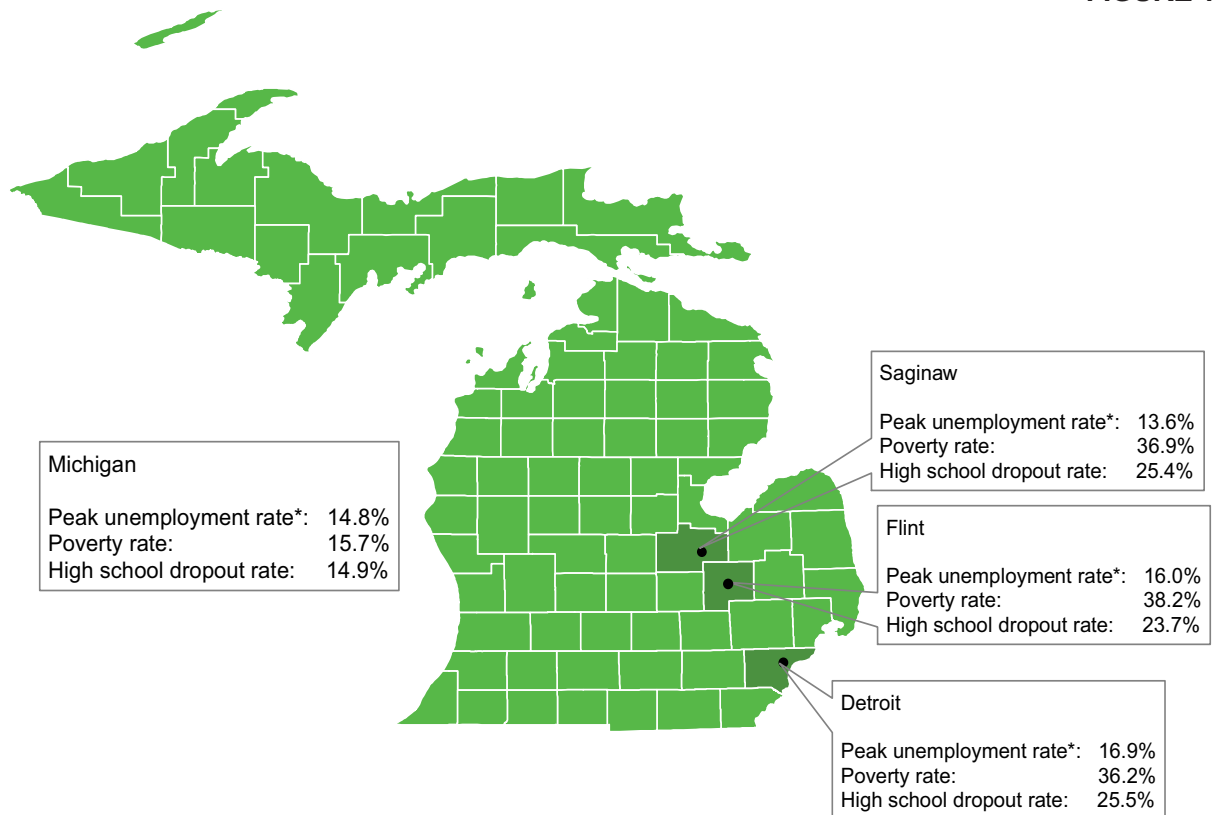 Saginaw
Peak unemployment rate*: 13.6%
Poverty rate: 36.9%
High school dropout rate: 25.4%
Michigan
Peak unemployment rate*: 14.8%
Poverty rate: 15.7%
High school dropout rate: 14.9%
Flint
Peak unemployment rate*: 16.0%
Poverty rate: 38.2%
High school dropout rate: 23.7%
Detroit
Peak unemployment rate*: 16.9%
Poverty rate: 36.2%
High school dropout rate: 25.5%